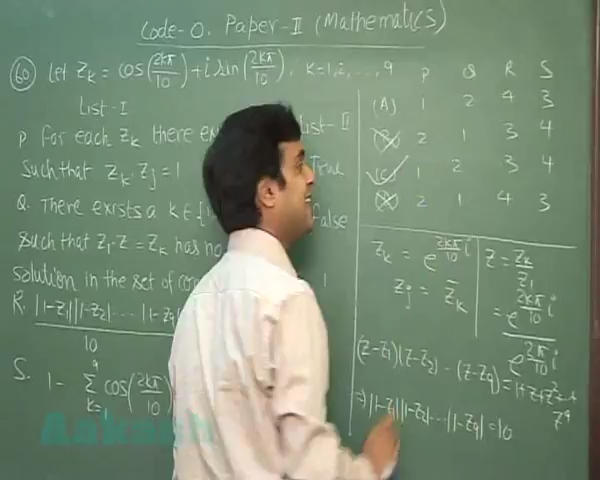 Code-0. Paper-II (Mathematics)
60 Let Zk = cos(2kπ/10) + i sin(2kπ/10), k=1,2, ..., 9
List-I
List-II
P For each Zk there
such that Zk . Zj = 1
True
Q. There exists a k∈{1
False
such that Z1·Z = Zk has no
solution in the set of
1
R. |1-Z1||1-Z2|... |1-Z9|
10
S. 1 - Σ cos(2kπ/10)
9
k=1
P Q R S
(A) 1 2 4 3
(B) 2 1 3 4
(C) 1 2 3 4
(D) 2 1 4 3
Zk = e^(2kπ/10 i)
Zj = Z̄k
Z = Zk/Z1
= e^(2kπ/10 i)
e^(2π/10 i)
(Z-Z1)(Z-Z2) - (Z-Z9) = 1+Z+Z²+
Z⁹
⇒ |1-Z1||1-Z2|...|1-Z9| = 10
Aakash